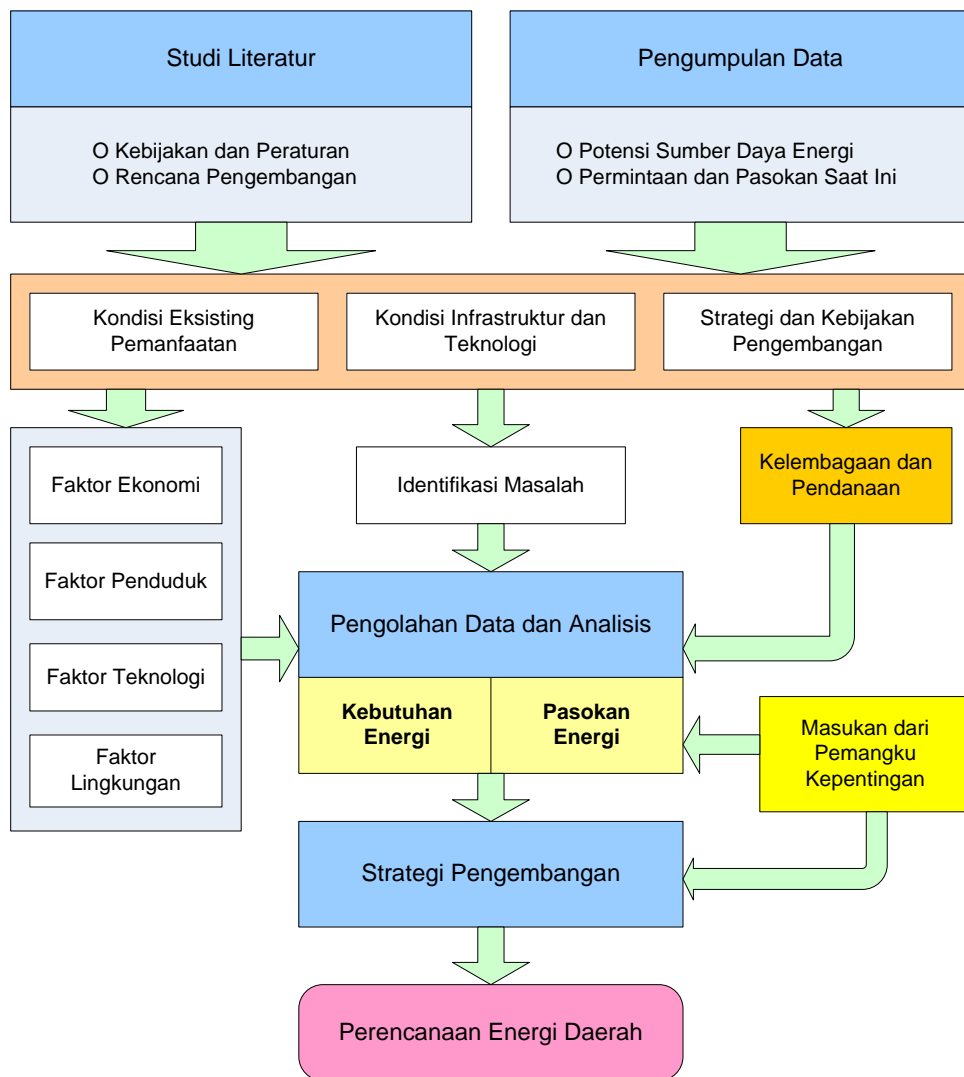 Studi Literatur
O Kebijakan dan Peraturan
O Rencana Pengembangan
Pengumpulan Data
O Potensi Sumber Daya Energi
O Permintaan dan Pasokan Saat Ini
Kondisi Eksisting
Pemanfaatan
Kondisi Infrastruktur dan
Teknologi
Strategi dan Kebijakan
Pengembangan
Faktor Ekonomi
Faktor Penduduk
Faktor Teknologi
Faktor
Lingkungan
Identifikasi Masalah
Kelembagaan dan
Pendanaan
Pengolahan Data dan Analisis
Kebutuhan
Energi
Pasokan
Energi
Masukan dari
Pemangku
Kepentingan
Strategi Pengembangan
Perencanaan Energi Daerah